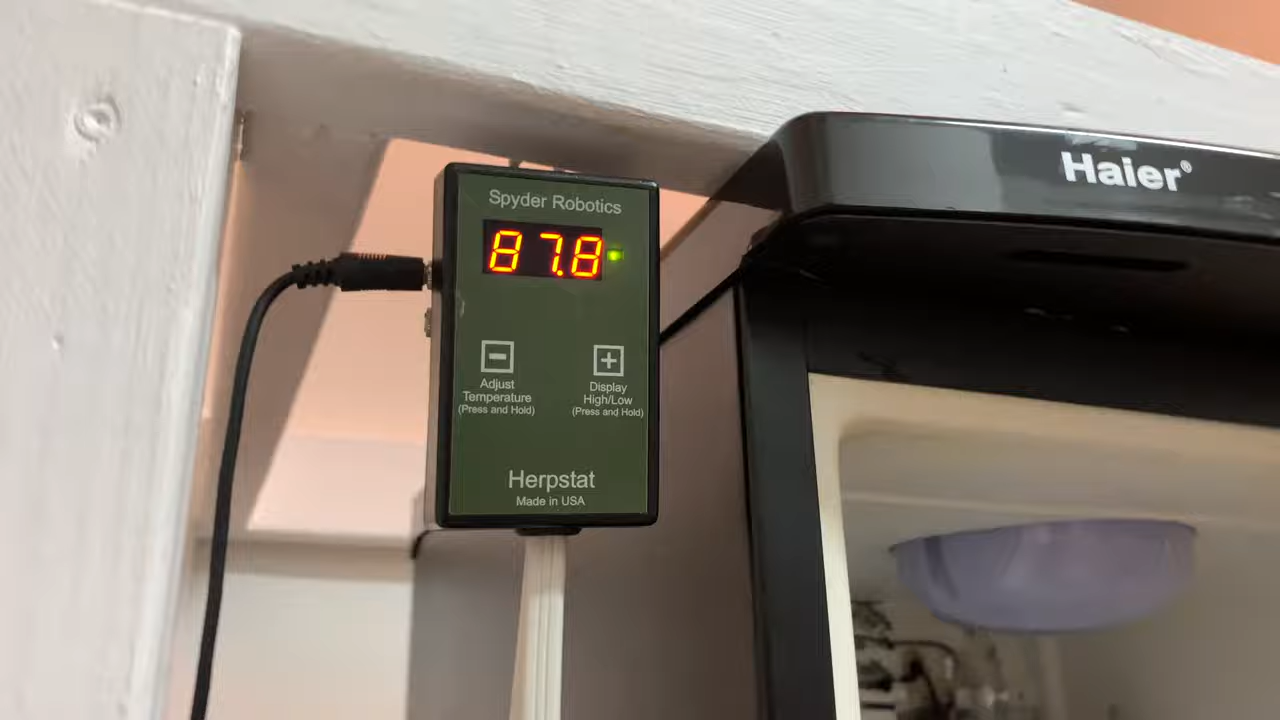 Spyder Robotics
87.8
Adjust
Temperature
(Press and Hold)
Display
High/Low
(Press and Hold)
Herpstat
Made in USA
Haier®